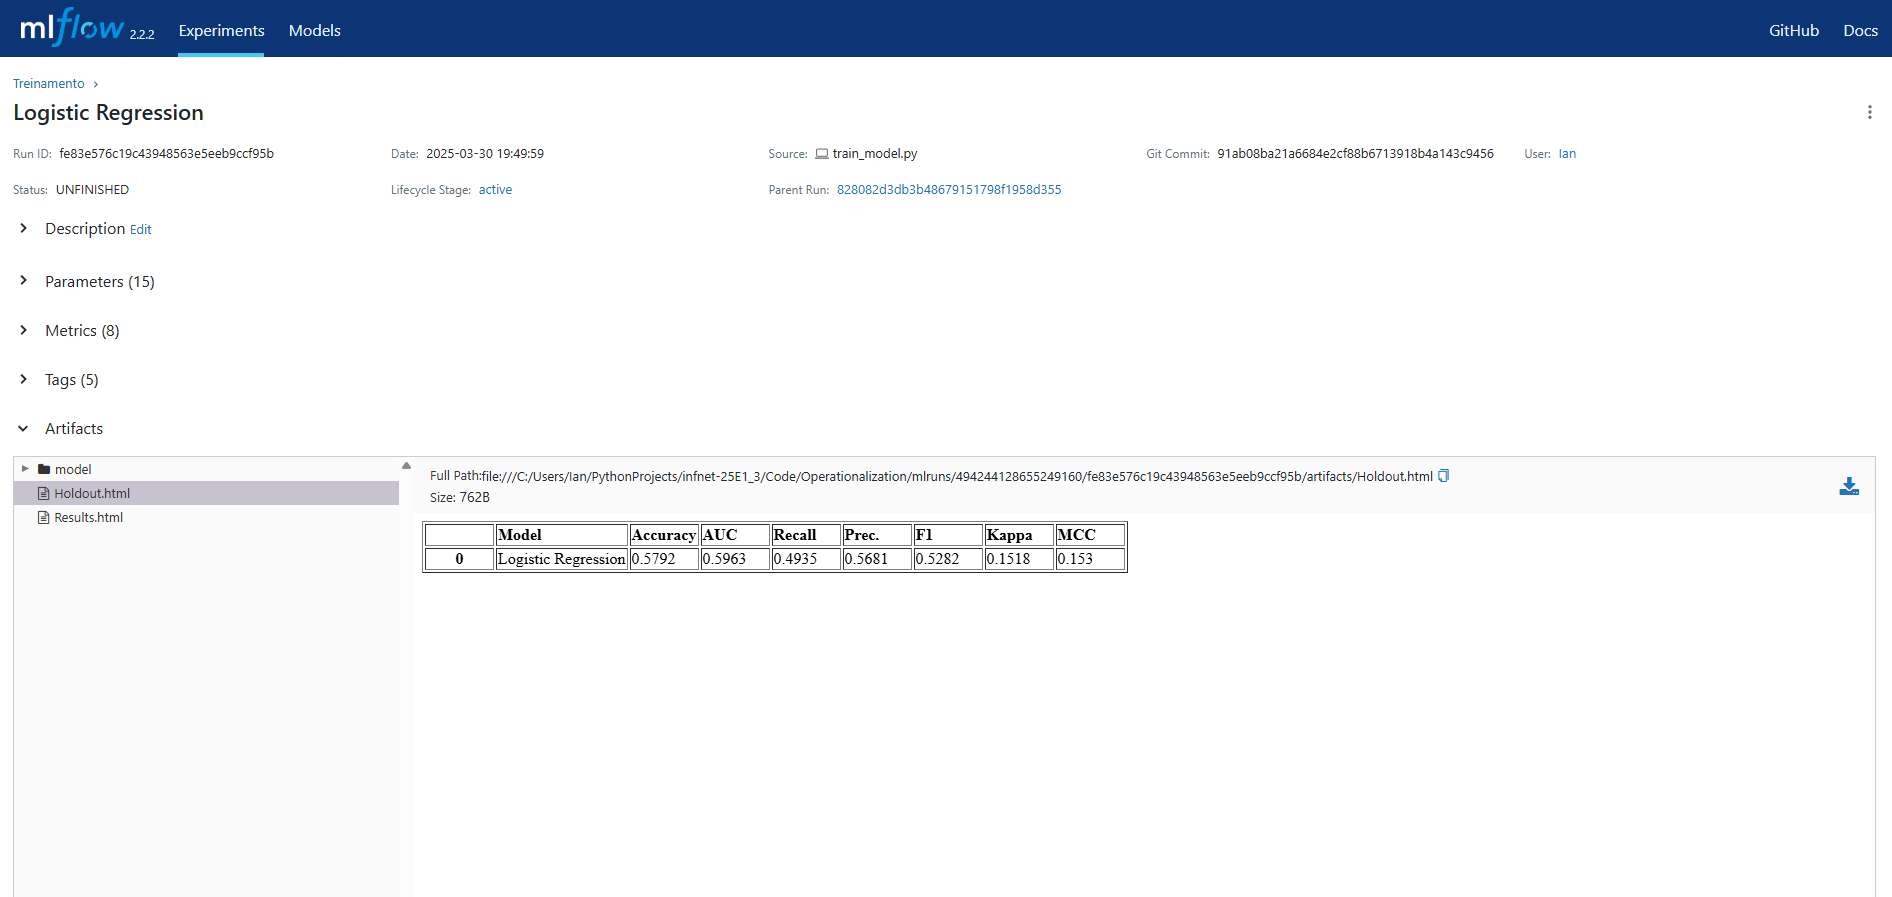 mlflow 2.2.2 Experiments Models GitHub Docs
Treinamento ›
Logistic Regression
Run ID: fe83e576c19c43948563e5eeb9ccf95b Date: 2025-03-30 19:49:59 Source: train_model.py Git Commit: 91ab08ba21a6684e2cf88b6713918b4a143c9456 User: Ian
Status: UNFINISHED Lifecycle Stage: active Parent Run: 828082d3db3b48679151798f1958d355
Description Edit
Parameters (15)
Metrics (8)
Tags (5)
Artifacts
model
Holdout.html
Results.html
Full Path:file:///C:/Users/Ian/PythonProjects/infnet-25E1_3/Code/Operationalization/mlruns/494244128655249160/fe83e576c19c43948563e5eeb9ccf95b/artifacts/Holdout.html
Size: 762B
Model Accuracy AUC Recall Prec. F1 Kappa MCC
0 Logistic Regression 0.5792 0.5963 0.4935 0.5681 0.5282 0.1518 0.153